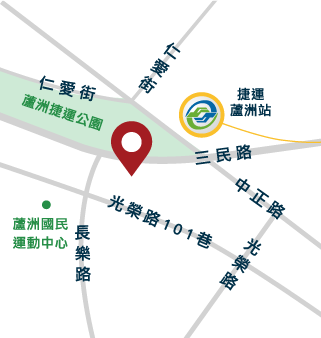 仁愛街
仁愛街
蘆洲捷運公園
捷運
蘆洲站
三民路
中正路
光榮路101巷
蘆洲國民
運動中心
長樂路
光榮路